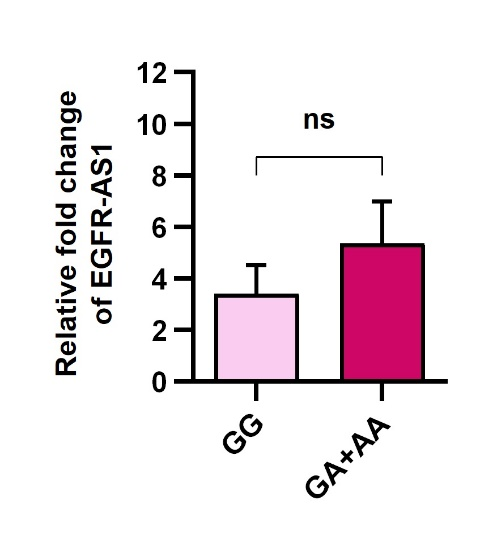 Relative fold change
of EGFR-AS1
12
10
8
6
4
2
0
ns
GG
GA+AA